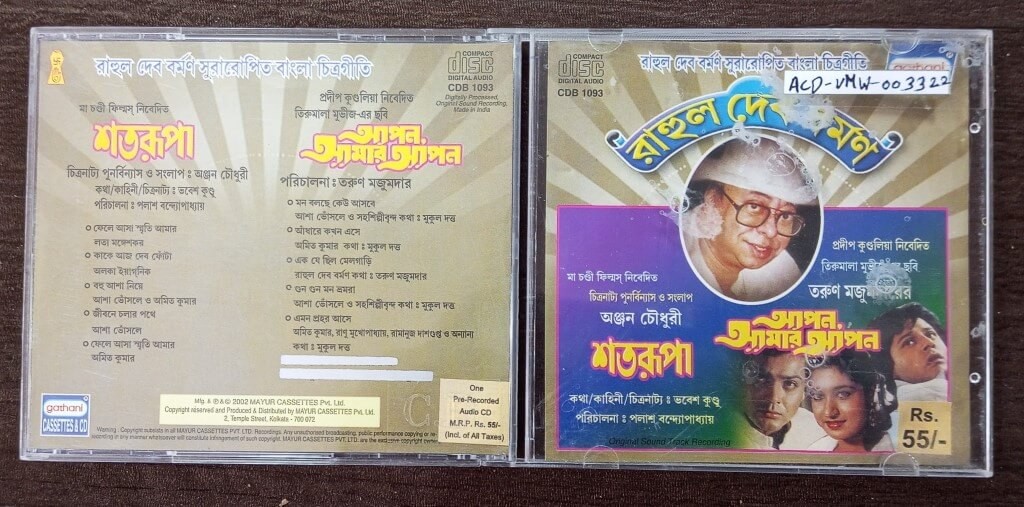 রাহুল দেব বর্মণ সুরারোপিত বাংলা চিত্রগীতি
COMPACT
disc
DIGITAL AUDIO
CDB 1093
Digitally Processed,
Original Sound Recording,
Made in India
মা চণ্ডী ফিল্মস্ নিবেদিত
শতরূপা
চিত্রনাট্য পুনর্বিন্যাস ও সংলাপ : অঞ্জন চৌধুরী
কথা/কাহিনী/চিত্রনাট্য : ভবেশ কুণ্ডু
পরিচালনা : পলাশ বন্দ্যোপাধ্যায়
ফেলে আসা স্মৃতি আমার
লতা মঙ্গেশকর
কাকে আজ দেব ফোঁটা
অলকা ইয়াগ্নিক
বহু আশা নিয়ে
আশা ভোঁসলে ও অমিত কুমার
জীবনে চলার পথে
আশা ভোঁসলে
ফেলে আসা স্মৃতি আমার
অমিত কুমার
প্রদীপ কুণ্ডলিয়া নিবেদিত
তিরুমালা মূভীজ-এর ছবি
আপন আমার আপন
পরিচালনা : তরুণ মজুমদার
মন বলছে কেউ আসবে
আশা ভোঁসলে ও সহশিল্পীবৃন্দ কথা : মুকুল দত্ত
আঁধারে কখন এসে
অমিত কুমার কথা : মুকুল দত্ত
এক যে ছিল মেলগাড়ি
রাহুল দেব বর্মণ কথা : তরুণ মজুমদার
গুন গুন মন ভ্রমরা
আশা ভোঁসলে ও সহশিল্পীবৃন্দ কথা : মুকুল দত্ত
এমন প্রহর আসে
অমিত কুমার, রাণু মুখোপাধ্যায়, রামানুজ দাশগুপ্ত ও অন্যান্য
কথা : মুকুল দত্ত
gathani
CASSETTES & CD
Mfg. & ℗&© 2002 MAYUR CASSETTES Pvt. Ltd.
Copyright reserved and Produced & Distributed by MAYUR CASSETTES Pvt. Ltd.
2, Temple Street, Kolkata - 700 072
One
Pre-Recorded
Audio CD
M.R.P. Rs. 55/-
(Incl. of All Taxes)
COMPACT
disc
DIGITAL AUDIO
CDB 1093
রাহুল দেব বর্মণ সুরারোপিত বাংলা চিত্রগীতি
gathani
ACD-VMW-003322
রাহুল দেব
মা চণ্ডী ফিল্মস্ নিবেদিত
চিত্রনাট্য পুনর্বিন্যাস ও সংলাপ
অঞ্জন চৌধুরী
শতরূপা
কথা/কাহিনী/চিত্রনাট্য : ভবেশ কুণ্ডু
পরিচালনা : পলাশ বন্দ্যোপাধ্যায়
প্রদীপ কুণ্ডলিয়া নিবেদিত
তিরুমালা মূভীজ-এর ছবি
তরুণ মজুমদারের
আপন আমার আপন
Original Sound Track Recording
Rs.
55/-